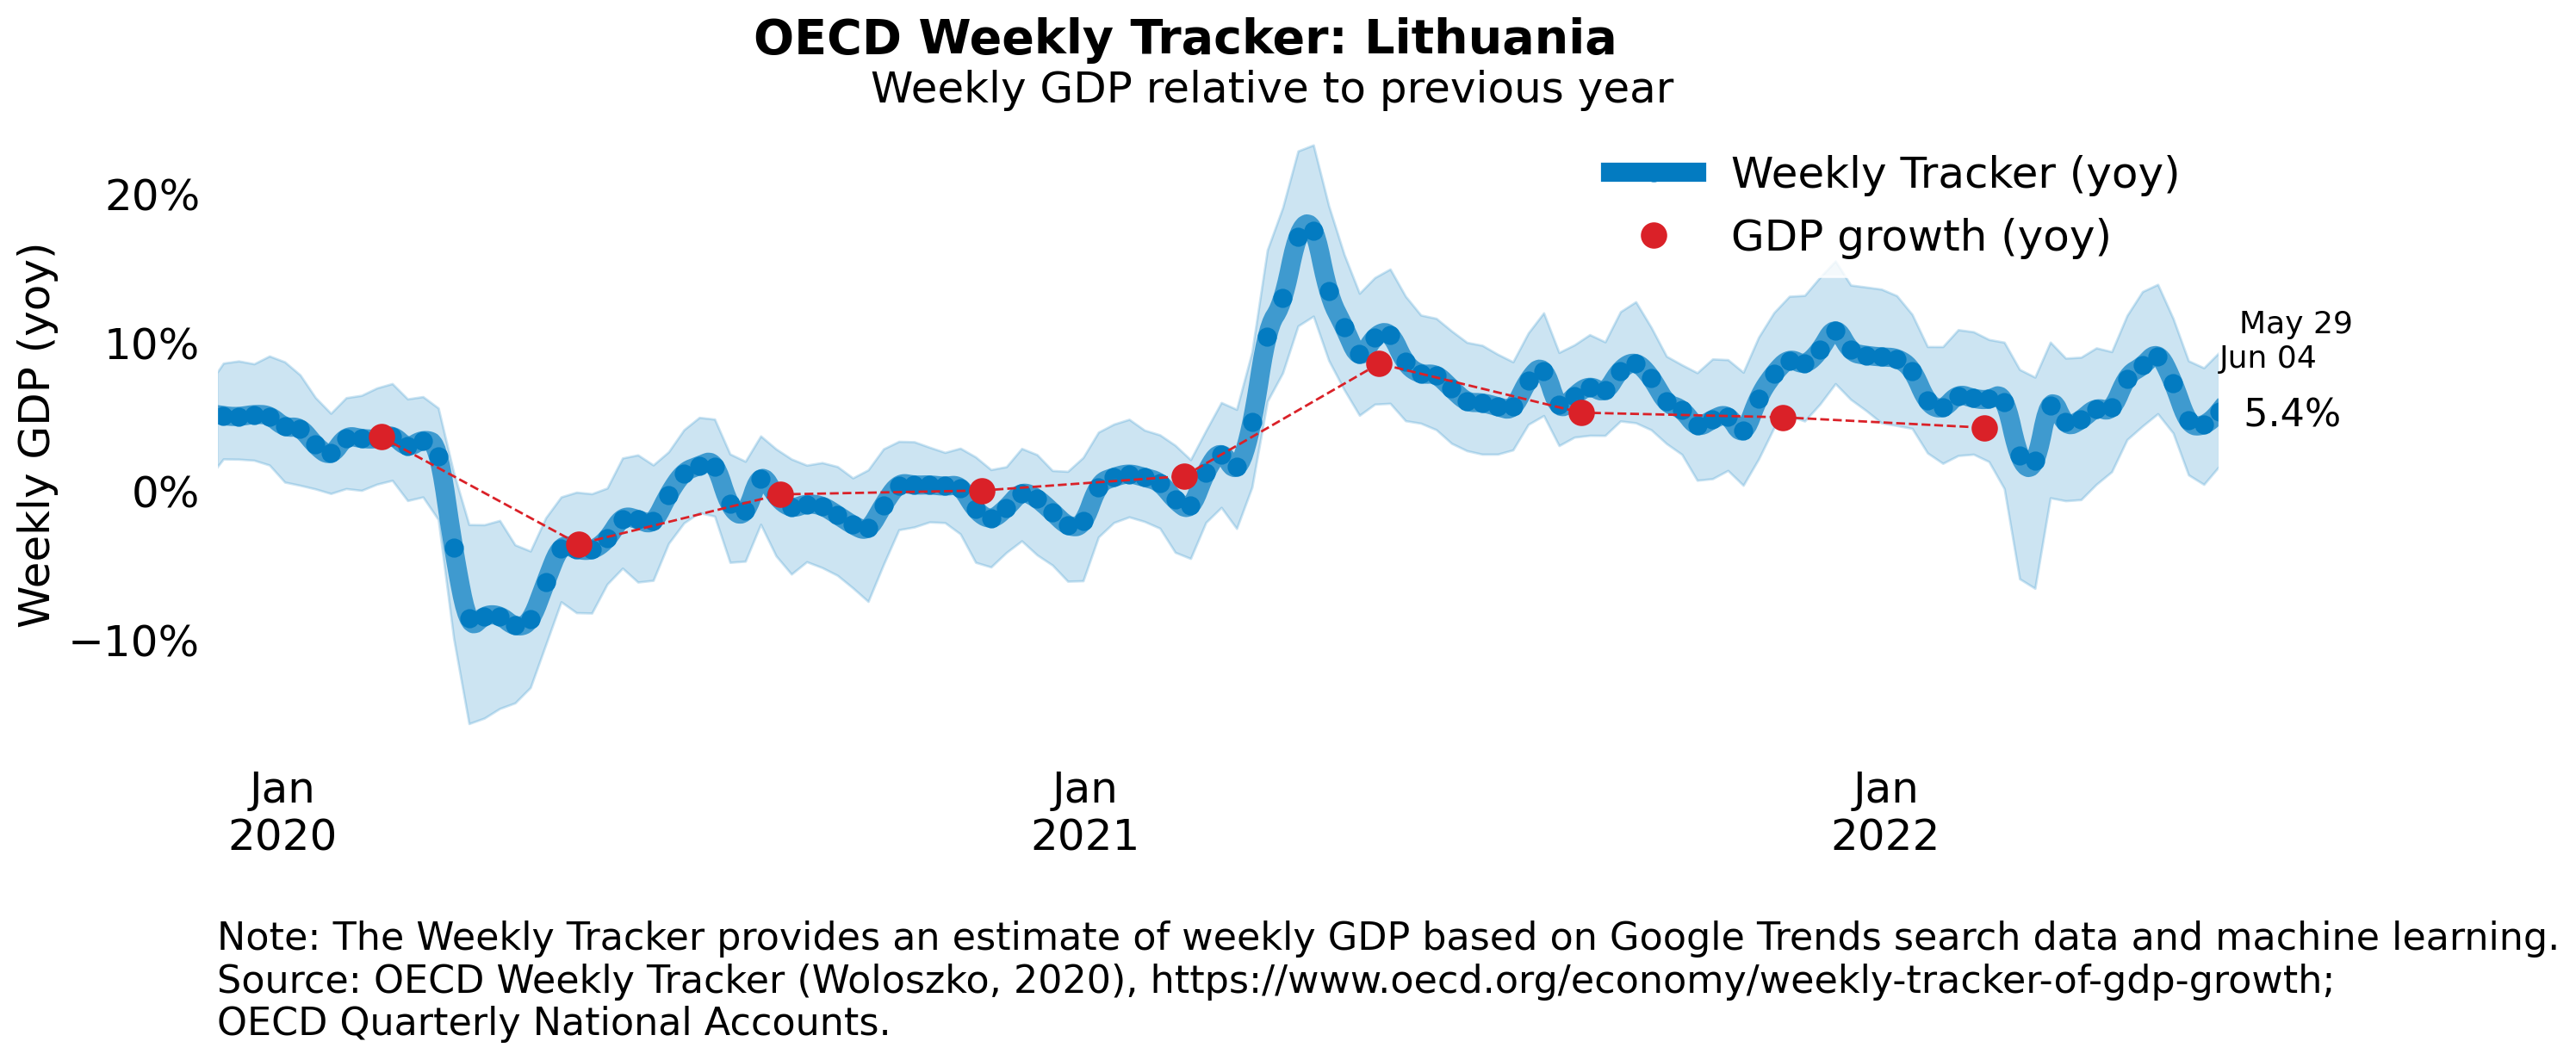 OECD Weekly Tracker: Lithuania
Weekly GDP relative to previous year
Weekly Tracker (yoy)
GDP growth (yoy)
Weekly GDP (yoy)
20%
10%
0%
−10%
May 29
Jun 04
5.4%
Jan
2020
Jan
2021
Jan
2022
Note: The Weekly Tracker provides an estimate of weekly GDP based on Google Trends search data and machine learning.
Source: OECD Weekly Tracker (Woloszko, 2020), https://www.oecd.org/economy/weekly-tracker-of-gdp-growth;
OECD Quarterly National Accounts.